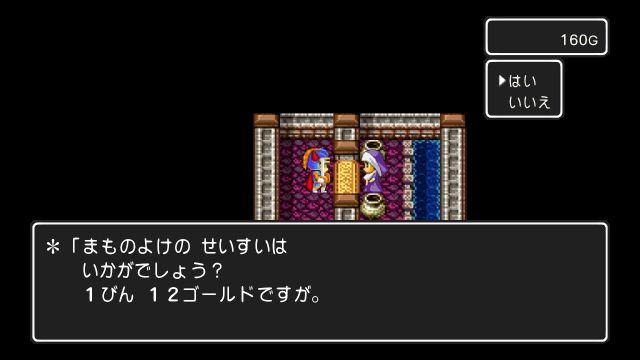 160G
▶はい
いいえ
＊「まものよけの せいすいは
いかがでしょう？
１びん １２ゴールドですが。